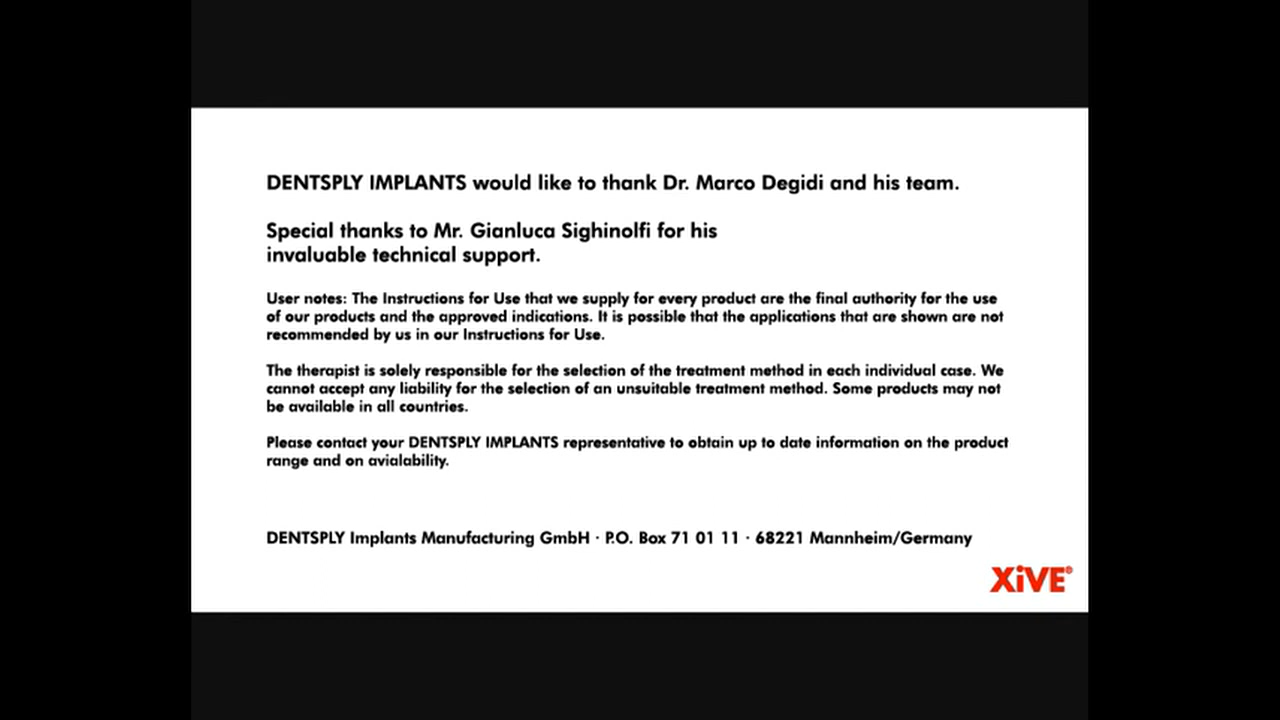 DENTSPLY IMPLANTS would like to thank Dr. Marco Degidi and his team.
Special thanks to Mr. Gianluca Sighinolfi for his
invaluable technical support.
User notes: The Instructions for Use that we supply for every product are the final authority for the use
of our products and the approved indications. It is possible that the applications that are shown are not
recommended by us in our Instructions for Use.
The therapist is solely responsible for the selection of the treatment method in each individual case. We
cannot accept any liability for the selection of an unsuitable treatment method. Some products may not
be available in all countries.
Please contact your DENTSPLY IMPLANTS representative to obtain up to date information on the product
range and on avialability.
DENTSPLY Implants Manufacturing GmbH · P.O. Box 71 01 11 · 68221 Mannheim/Germany
XiVE®